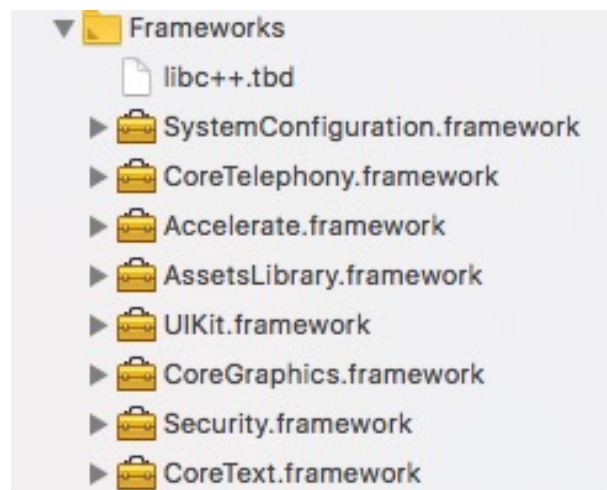 Frameworks
libc++.tbd
SystemConfiguration.framework
CoreTelephony.framework
Accelerate.framework
AssetsLibrary.framework
UIKit.framework
CoreGraphics.framework
Security.framework
CoreText.framework